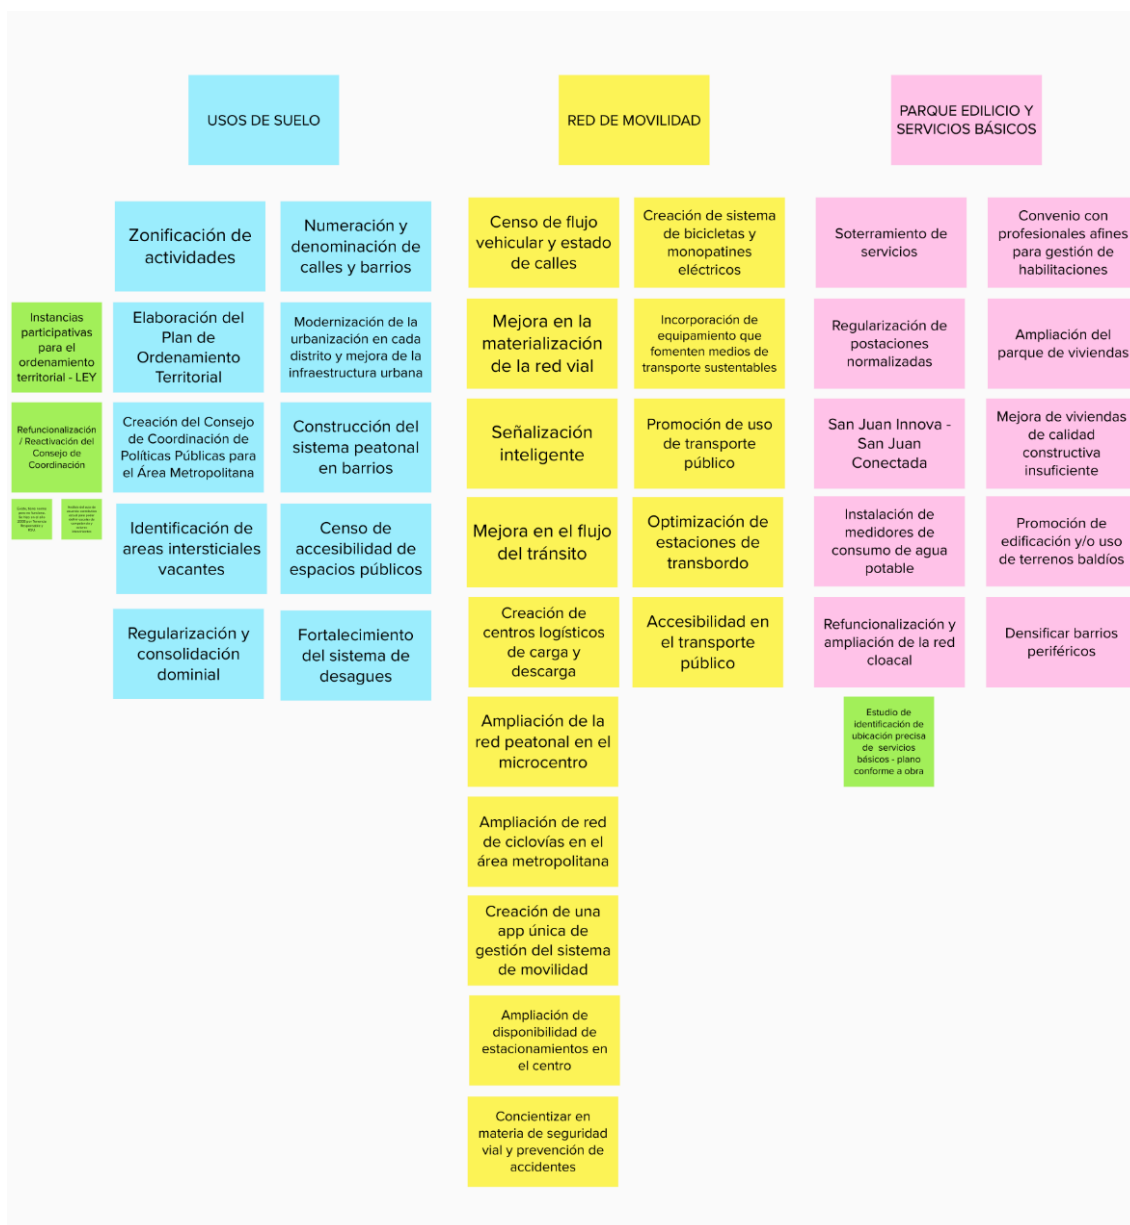 USOS DE SUELO
RED DE MOVILIDAD
PARQUE EDILICIO Y
SERVICIOS BÁSICOS
Zonificación de
actividades
Numeración y
denominación de
calles y barrios
Instancias
participativas
para el
ordenamiento
territorial - LEY
Elaboración del
Plan de
Ordenamiento
Territorial
Modernización de la
urbanización en cada
distrito y mejora de la
infraestructura urbana
Refuncionalización
/ Reactivación del
Consejo de
Coordinación
Creación del Consejo
de Coordinación de
Políticas Públicas para
el Área Metropolitana
Construcción del
sistema peatonal
en barrios
Identificación de
areas intersticiales
vacantes
Censo de
accesibilidad de
espacios públicos
Regularización y
consolidación
dominial
Fortalecimiento
del sistema de
desagues
Censo de flujo
vehicular y estado
de calles
Creación de sistema
de bicicletas y
monopatines
eléctricos
Mejora en la
materialización
de la red vial
Incorporación de
equipamiento que
fomenten medios de
transporte sustentables
Señalización
inteligente
Promoción de uso
de transporte
público
Mejora en el flujo
del tránsito
Optimización de
estaciones de
transbordo
Creación de
centros logísticos
de carga y
descarga
Accesibilidad en
el transporte
público
Ampliación de la
red peatonal en el
microcentro
Ampliación de red
de ciclovías en el
área metropolitana
Creación de una
app única de
gestión del sistema
de movilidad
Ampliación de
disponibilidad de
estacionamientos en
el centro
Concientizar en
materia de seguridad
vial y prevención de
accidentes
Soterramiento de
servicios
Convenio con
profesionales afines
para gestión de
habilitaciones
Regularización de
postaciones
normalizadas
Ampliación del
parque de viviendas
San Juan Innova -
San Juan
Conectada
Mejora de viviendas
de calidad
constructiva
insuficiente
Instalación de
medidores de
consumo de agua
potable
Promoción de
edificación y/o uso
de terrenos baldíos
Refuncionalización y
ampliación de la red
cloacal
Densificar barrios
periféricos
Estudio de
identificación de
ubicación precisa
de servicios
básicos - plano
conforme a obra